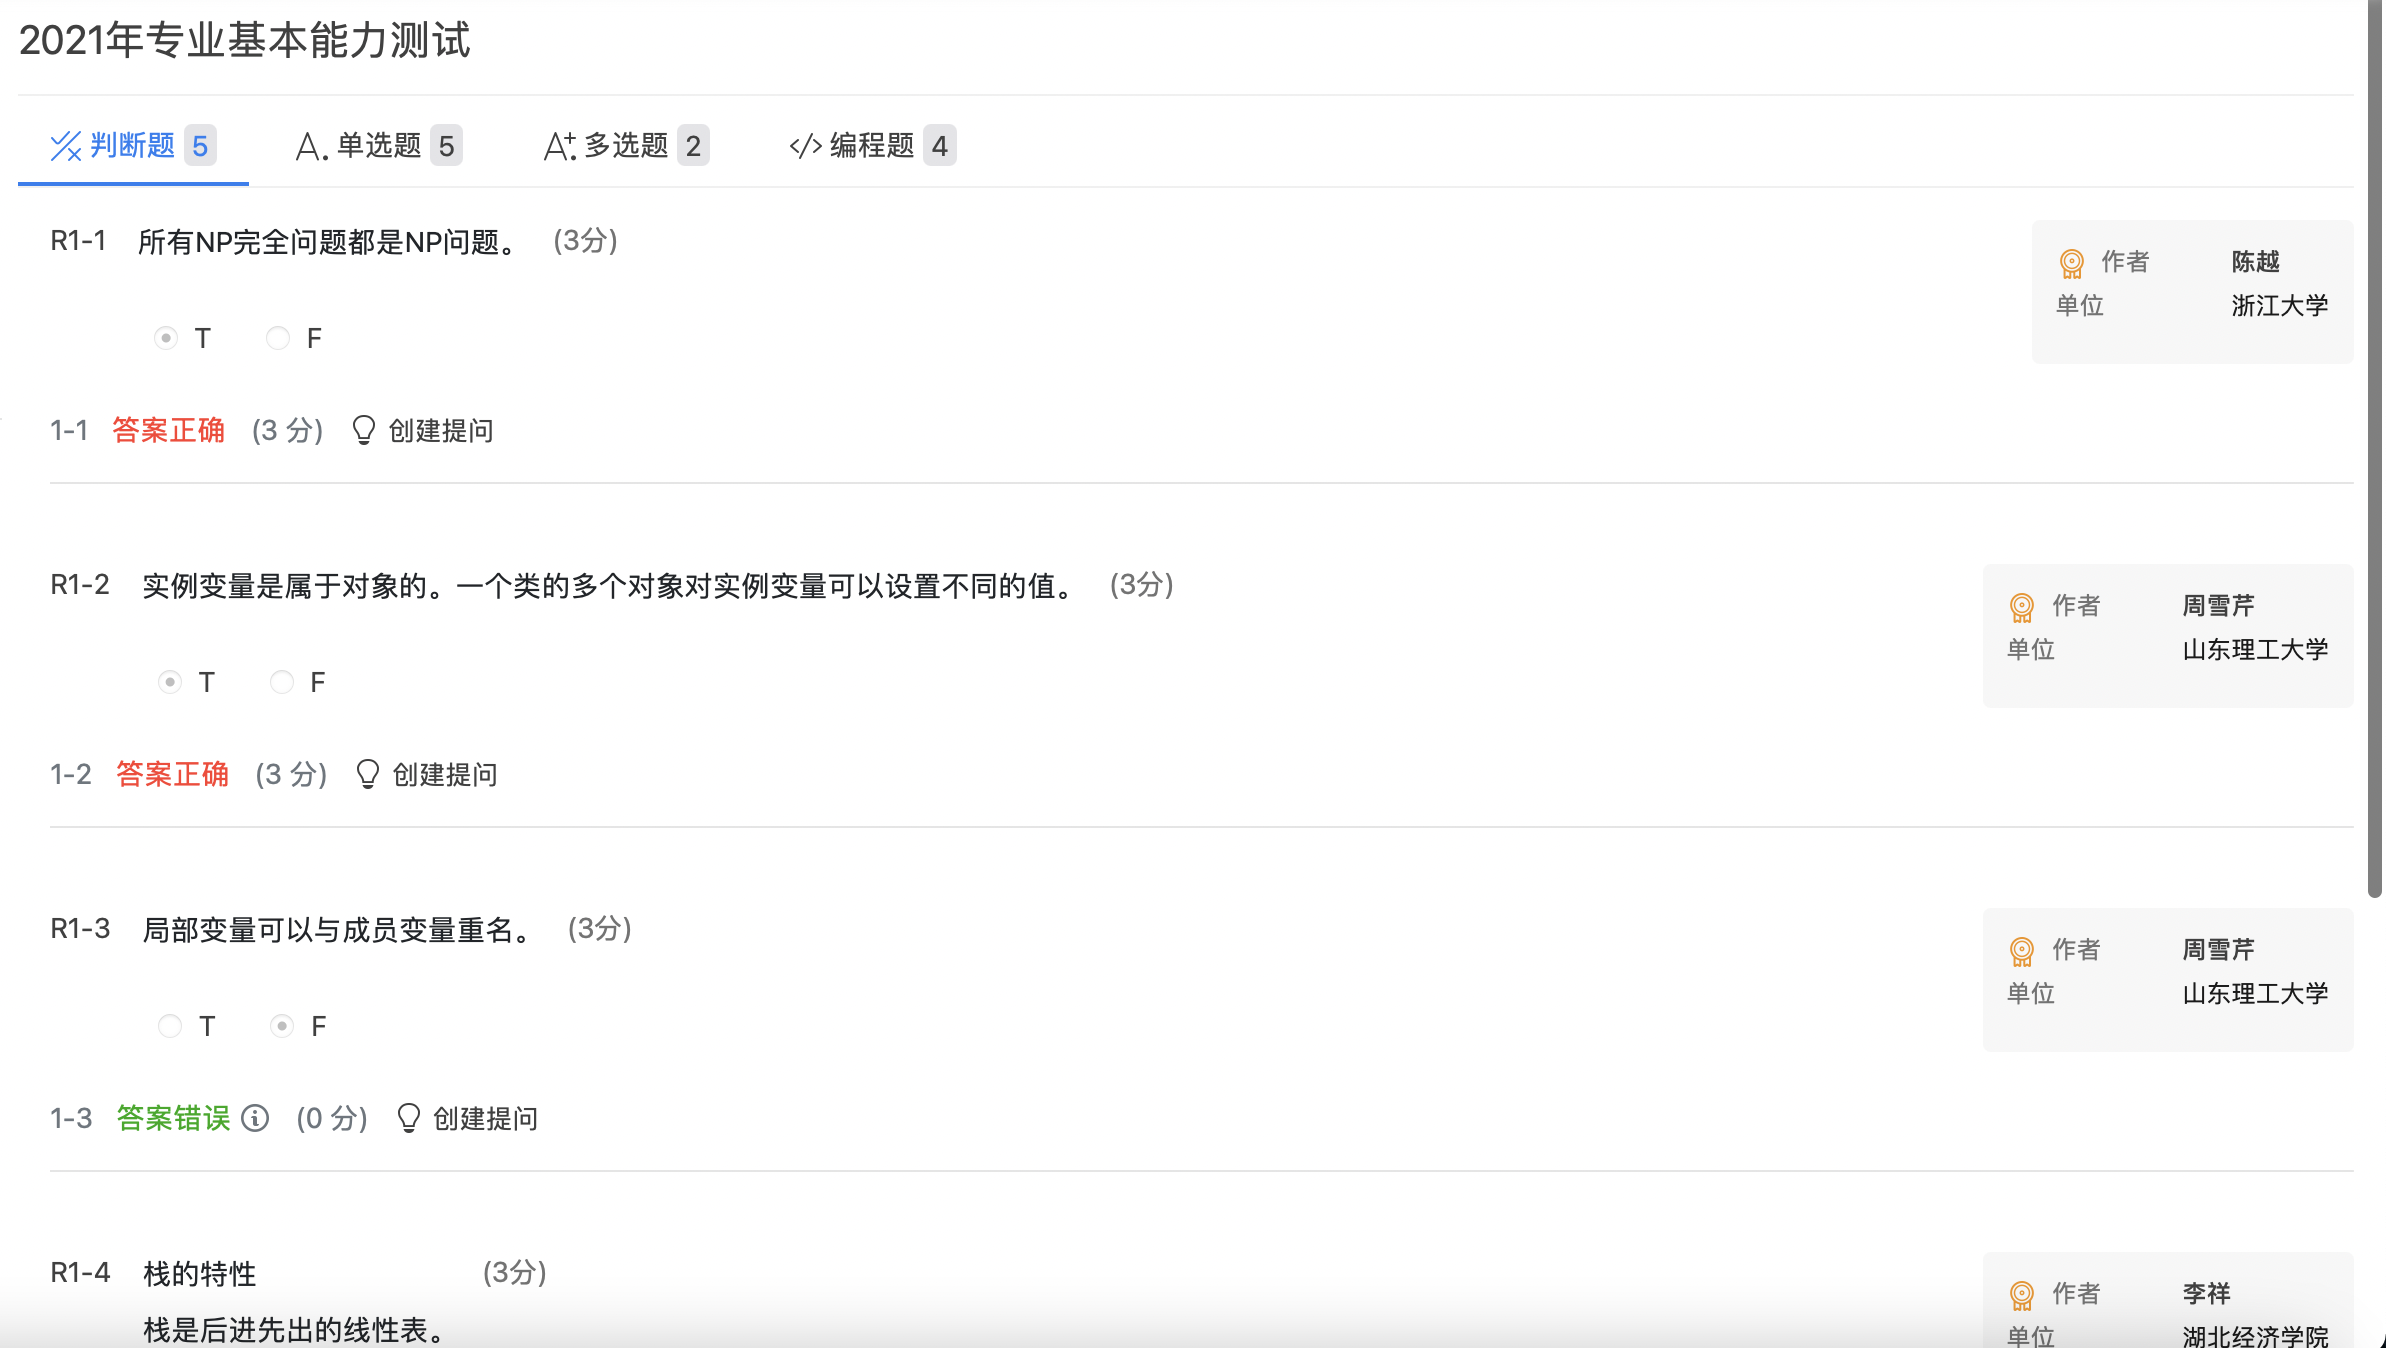 2021年专业基本能力测试
判断题 5 A. 单选题 5 A+. 多选题 2 </> 编程题 4
R1-1 所有NP完全问题都是NP问题。 (3分)
作者 陈越
单位 浙江大学
T F
1-1 答案正确 (3 分) 创建提问
R1-2 实例变量是属于对象的。一个类的多个对象对实例变量可以设置不同的值。 (3分)
作者 周雪芹
单位 山东理工大学
T F
1-2 答案正确 (3 分) 创建提问
R1-3 局部变量可以与成员变量重名。 (3分)
作者 周雪芹
单位 山东理工大学
T F
1-3 答案错误 (0 分) 创建提问
R1-4 栈的特性 (3分)
作者 李祥
栈是后进先出的线性表。
单位 湖北经济学院